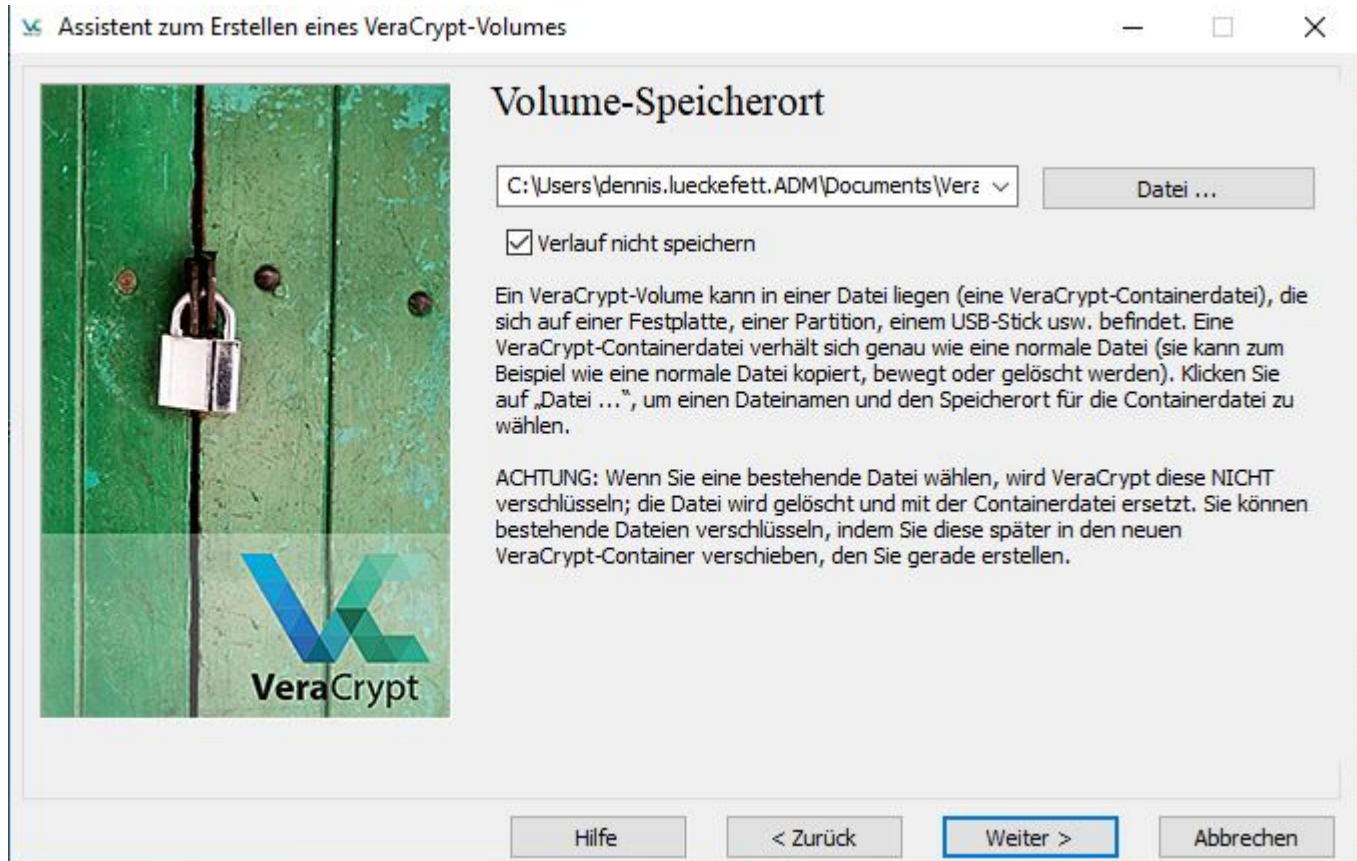 Assistent zum Erstellen eines VeraCrypt-Volumes
Volume-Speicherort
C:\Users\dennis.lueckefett.ADM\Documents\Vera
Datei ...
Verlauf nicht speichern
Ein VeraCrypt-Volume kann in einer Datei liegen (eine VeraCrypt-Containerdatei), die
sich auf einer Festplatte, einer Partition, einem USB-Stick usw. befindet. Eine
VeraCrypt-Containerdatei verhält sich genau wie eine normale Datei (sie kann zum
Beispiel wie eine normale Datei kopiert, bewegt oder gelöscht werden). Klicken Sie
auf „Datei ...“, um einen Dateinamen und den Speicherort für die Containerdatei zu
wählen.
ACHTUNG: Wenn Sie eine bestehende Datei wählen, wird VeraCrypt diese NICHT
verschlüsseln; die Datei wird gelöscht und mit der Containerdatei ersetzt. Sie können
bestehende Dateien verschlüsseln, indem Sie diese später in den neuen
VeraCrypt-Container verschieben, den Sie gerade erstellen.
VeraCrypt
Hilfe
< Zurück
Weiter >
Abbrechen